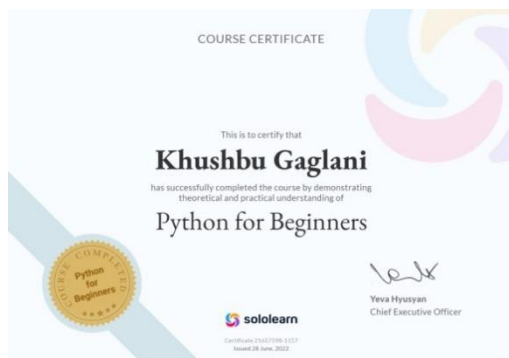 COURSE CERTIFICATE
This is to certify that
Khushbu Gaglani
has successfully completed the course by demonstrating
theoretical and practical understanding of
Python for Beginners
COURSE COMPLETED
Python
for
Beginners
Yeva Hyusyan
Chief Executive Officer
sololearn
Issued 28 June, 2022